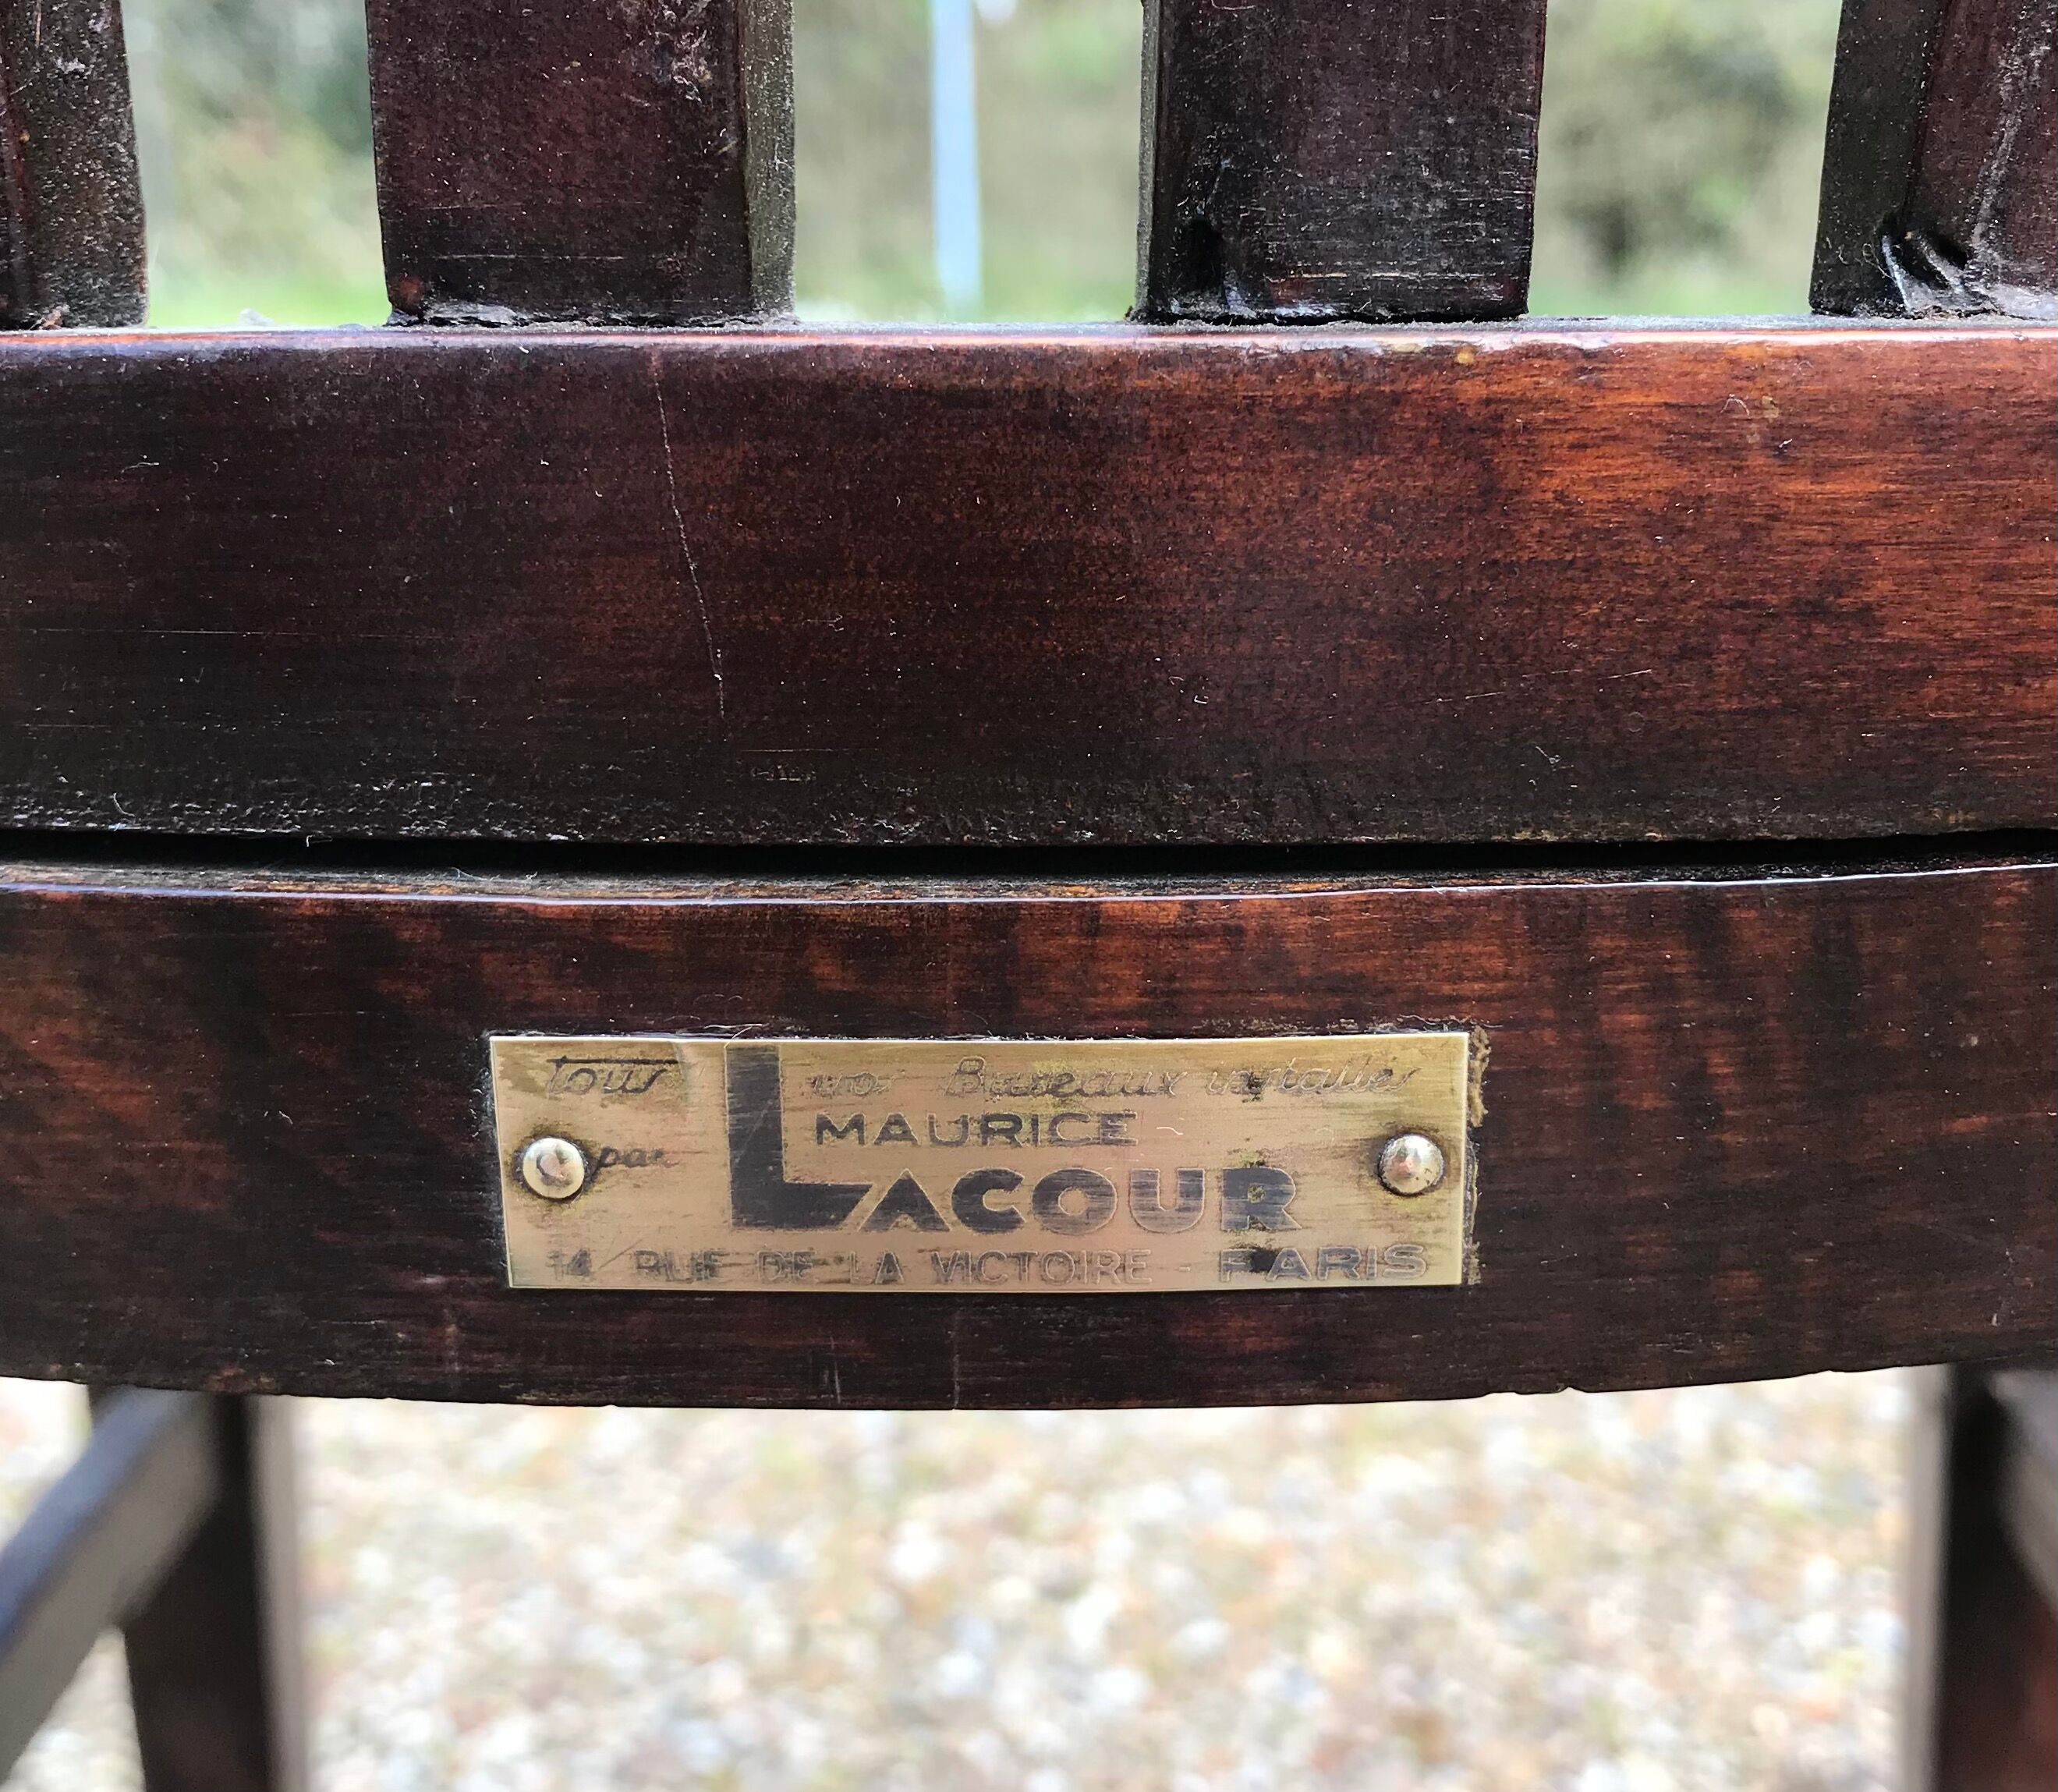 Tous vos Bureaux installés
par MAURICE
LACOUR
14 RUE DE LA VICTOIRE - PARIS